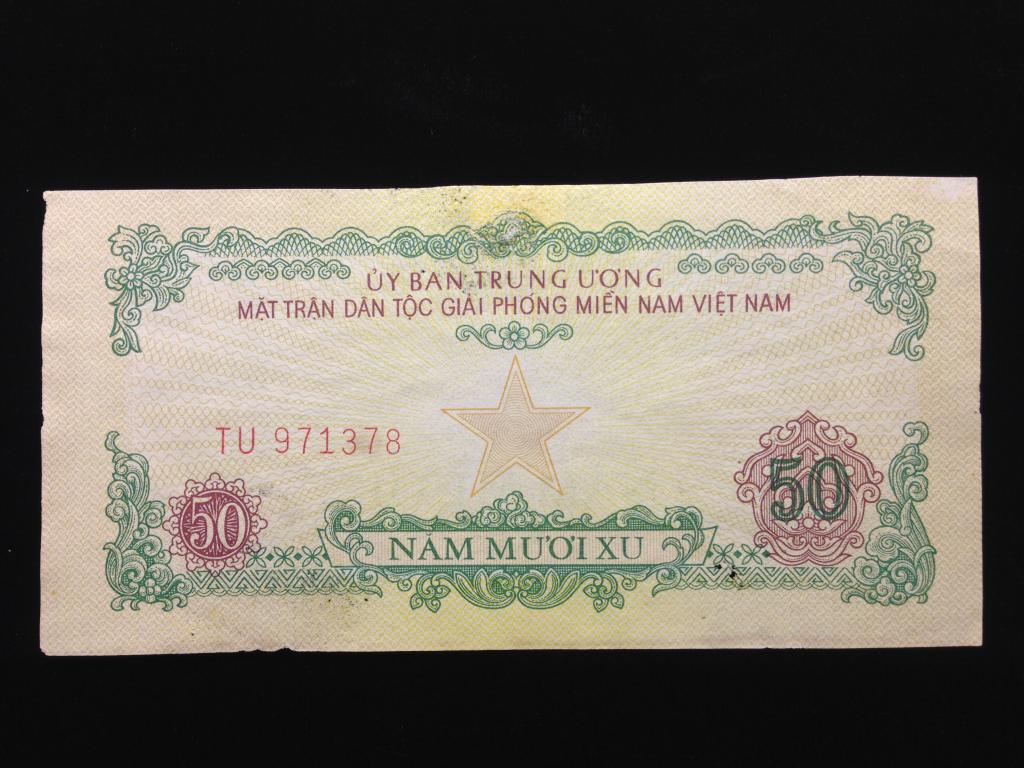 ỦY BAN TRUNG ƯƠNG
MẶT TRẬN DÂN TỘC GIẢI PHÓNG MIỀN NAM VIỆT NAM
TU 971378
50
50
NĂM MƯƠI XU